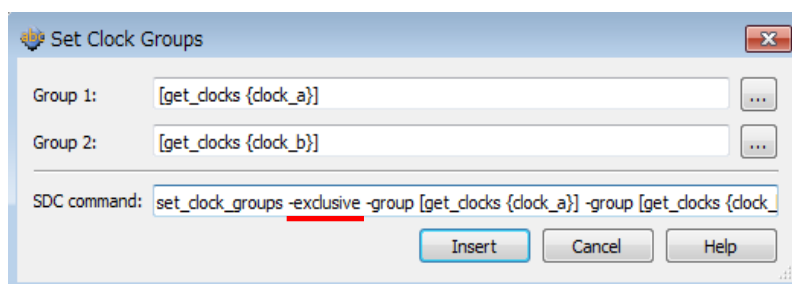 abc Set Clock Groups
Group 1: [get_clocks {clock_a}] ...
Group 2: [get_clocks {clock_b}] ...
SDC command: set_clock_groups -exclusive -group [get_clocks {clock_a}] -group [get_clocks {clock_
Insert Cancel Help